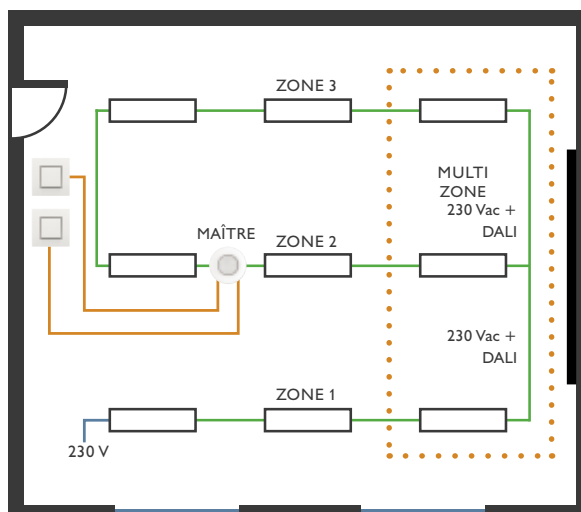 ZONE 3
MULTI
ZONE
230 Vac +
DALI
MAÎTRE
ZONE 2
230 Vac +
DALI
ZONE 1
230 V